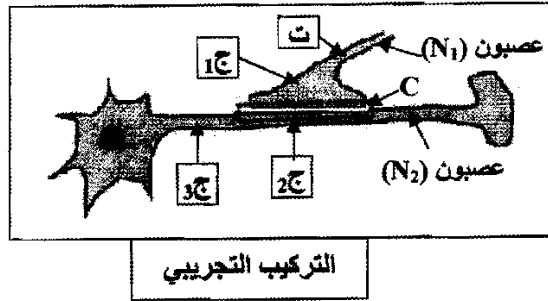 ت
عصبون (N₁)
ج1
C
ج3
ج2
عصبون (N₂)
التركيب التجريبي